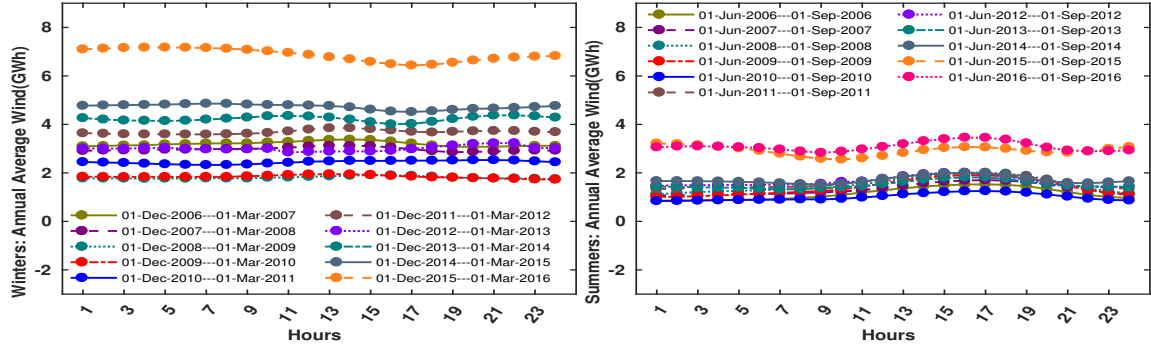 Winters: Annual Average Wind(GWh)
8
6
4
2
0
-2
01-Dec-2006---01-Mar-2007
01-Dec-2007---01-Mar-2008
01-Dec-2008---01-Mar-2009
01-Dec-2009---01-Mar-2010
01-Dec-2010---01-Mar-2011
01-Dec-2011---01-Mar-2012
01-Dec-2012---01-Mar-2013
01-Dec-2013---01-Mar-2014
01-Dec-2014---01-Mar-2015
01-Dec-2015---01-Mar-2016
1 3 5 7 9 11 13 15 17 19 21 23
Hours
Summers: Annual Average Wind(GWh)
8
6
4
2
0
-2
01-Jun-2006---01-Sep-2006
01-Jun-2007---01-Sep-2007
01-Jun-2008---01-Sep-2008
01-Jun-2009---01-Sep-2009
01-Jun-2010---01-Sep-2010
01-Jun-2011---01-Sep-2011
01-Jun-2012---01-Sep-2012
01-Jun-2013---01-Sep-2013
01-Jun-2014---01-Sep-2014
01-Jun-2015---01-Sep-2015
01-Jun-2016---01-Sep-2016
1 3 5 7 9 11 13 15 17 19 21 23
Hours